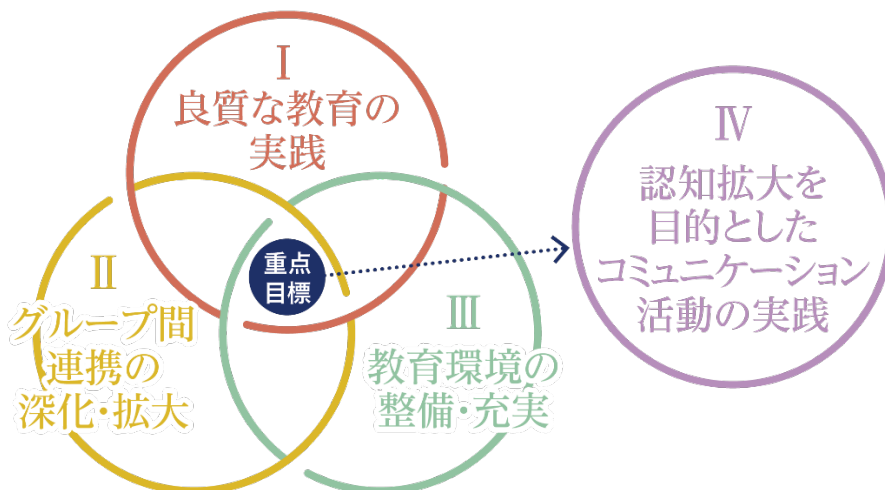 Ⅰ
良質な教育の
実践
Ⅱ
グループ間
連携の
深化・拡大
重点
目標
Ⅲ
教育環境の
整備・充実
Ⅳ
認知拡大を
目的とした
コミュニケーション
活動の実践